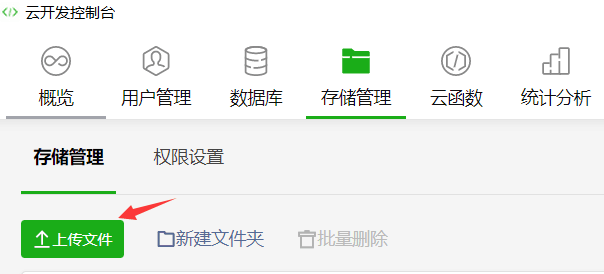 云开发控制台
概览 用户管理 数据库 存储管理 云函数 统计分析
存储管理 权限设置
上传文件 新建文件夹 批量删除